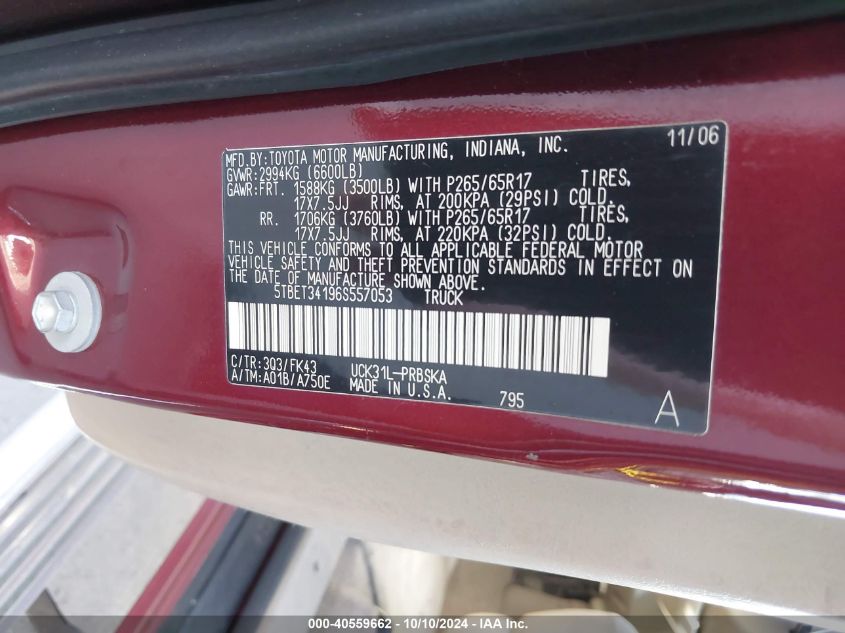 MFD.BY:TOYOTA MOTOR MANUFACTURING, INDIANA, INC. 11/06
GVWR:2994KG (6600LB)
GAWR:FRT. 1588KG (3500LB) WITH P265/65R17 TIRES,
17X7.5JJ RIMS, AT 200KPA (29PSI) COLD.
RR. 1706KG (3760LB) WITH P265/65R17 TIRES,
17X7.5JJ RIMS, AT 220KPA (32PSI) COLD.
THIS VEHICLE CONFORMS TO ALL APPLICABLE FEDERAL MOTOR
VEHICLE SAFETY AND THEFT PREVENTION STANDARDS IN EFFECT ON
THE DATE OF MANUFACTURE SHOWN ABOVE.
5TBET34196S557053 TRUCK
C/TR:3Q3/FK43 UCK31L-PRBSKA
A/TM:A01B/A750E MADE IN U.S.A. 795 A
000-40559662 - 10/10/2024 - IAA Inc.